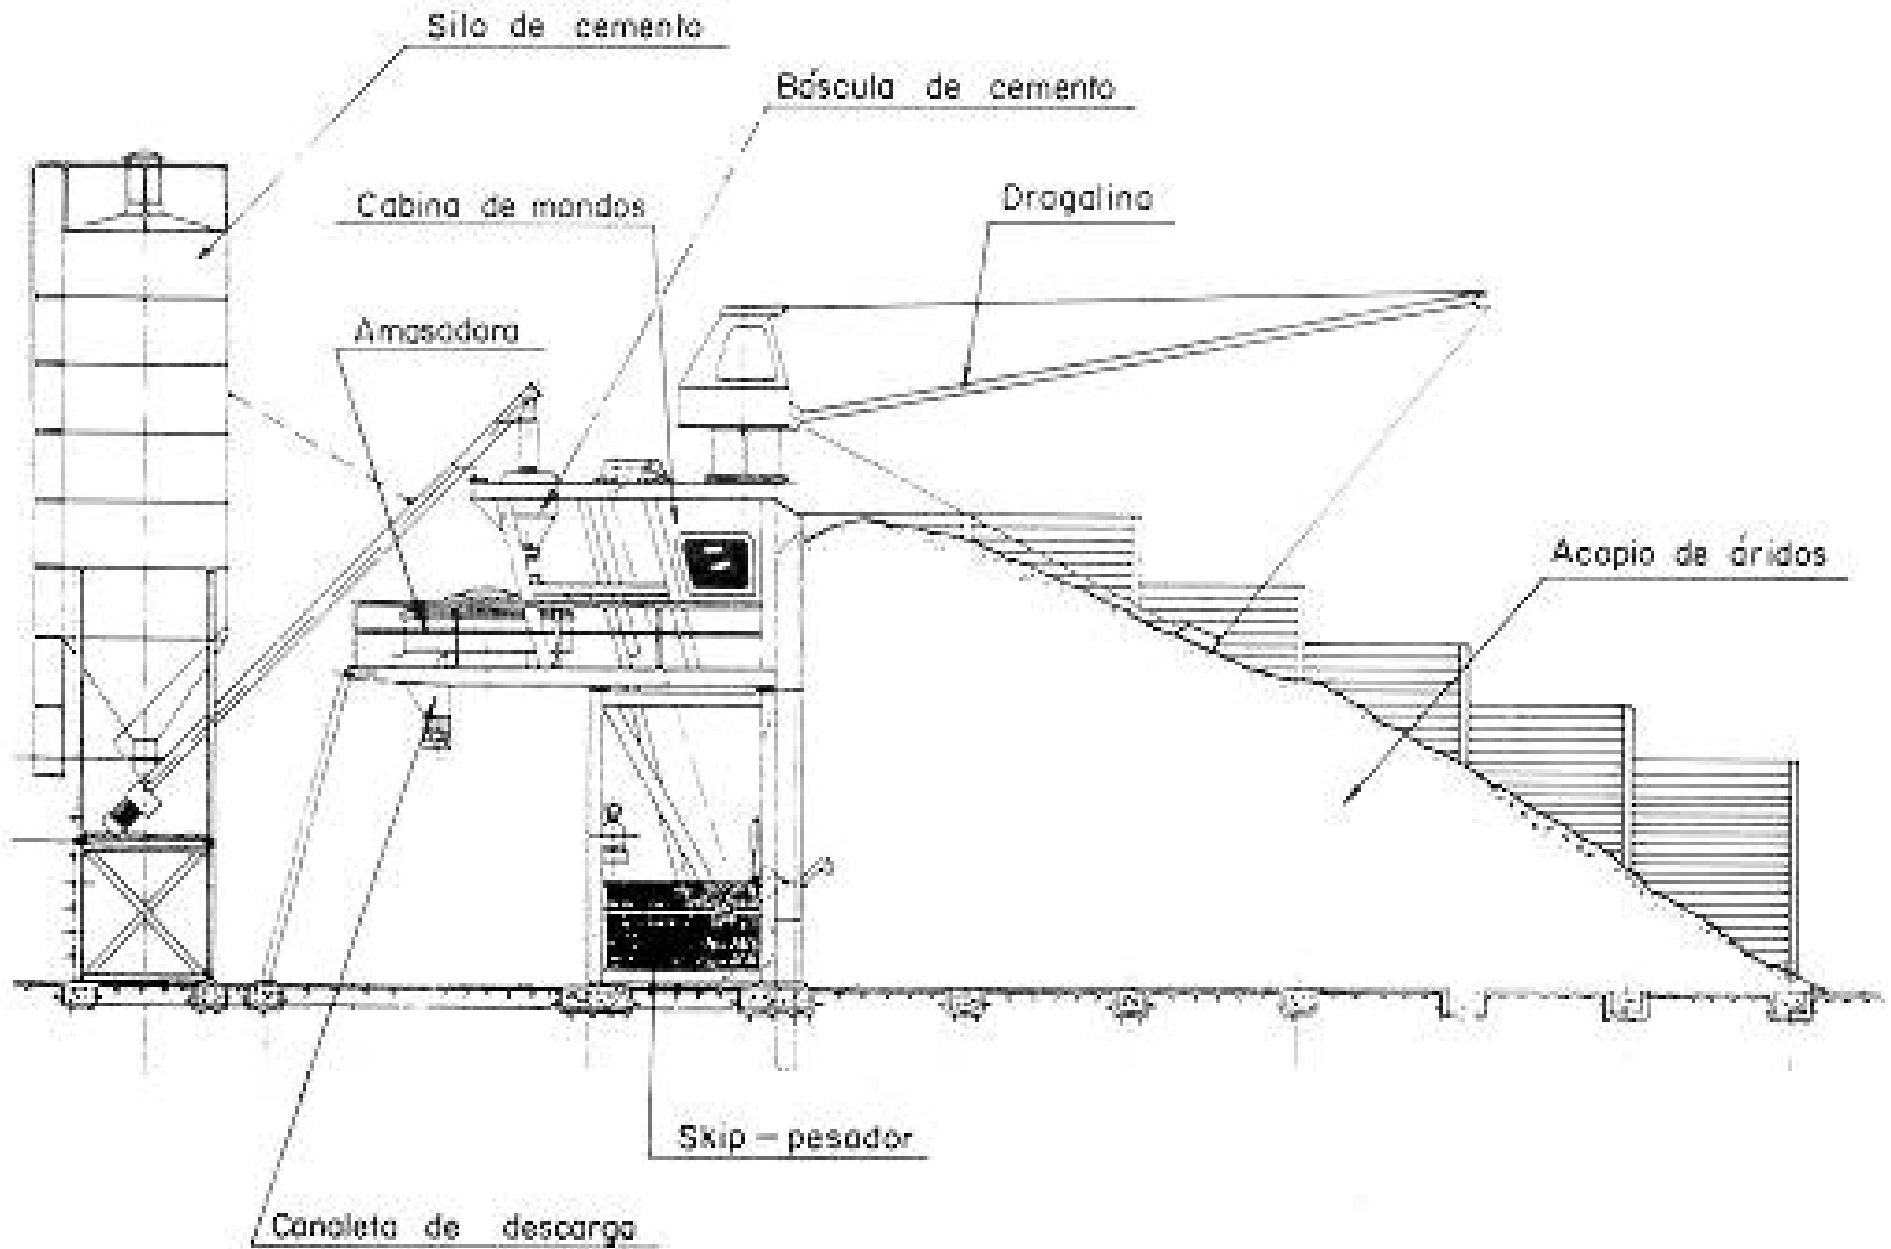 Silo de cemento
Báscula de cemento
Cabina de mandos
Dragalina
Amasadora
Acopio de áridos
Skip - pesador
Canaleta de descarga